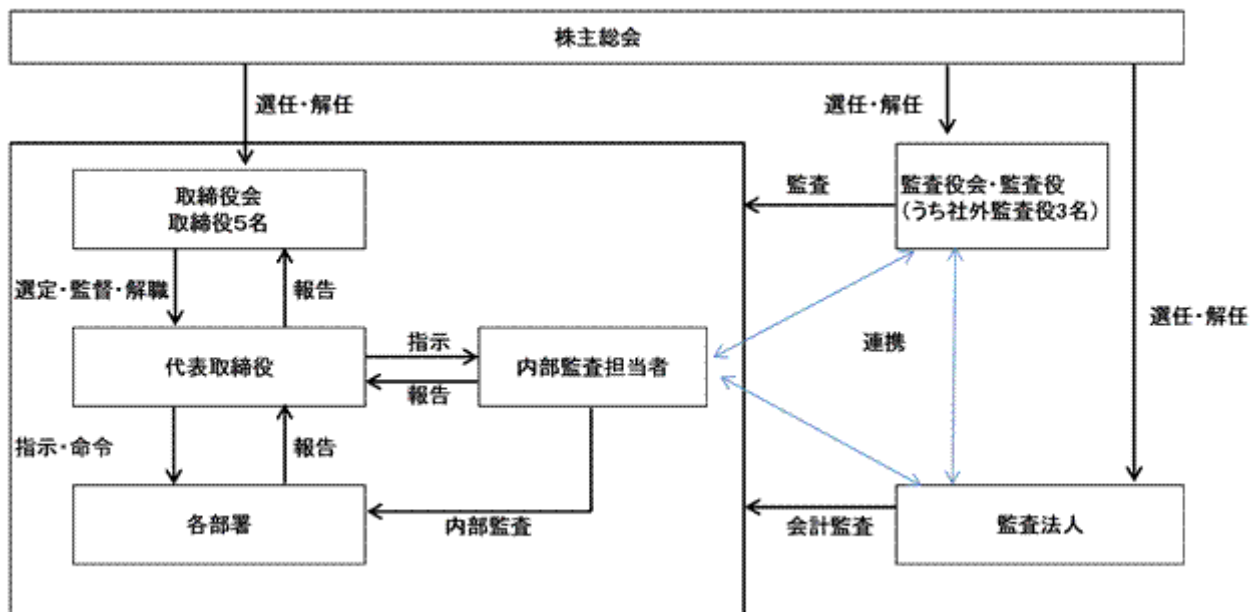 株主総会
選任・解任
選任・解任
取締役会
取締役5名
監査
監査役会・監査役
(うち社外監査役3名)
選定・監督・解職
報告
選任・解任
代表取締役
指示
報告
内部監査担当者
連携
指示・命令
報告
各部署
内部監査
会計監査
監査法人